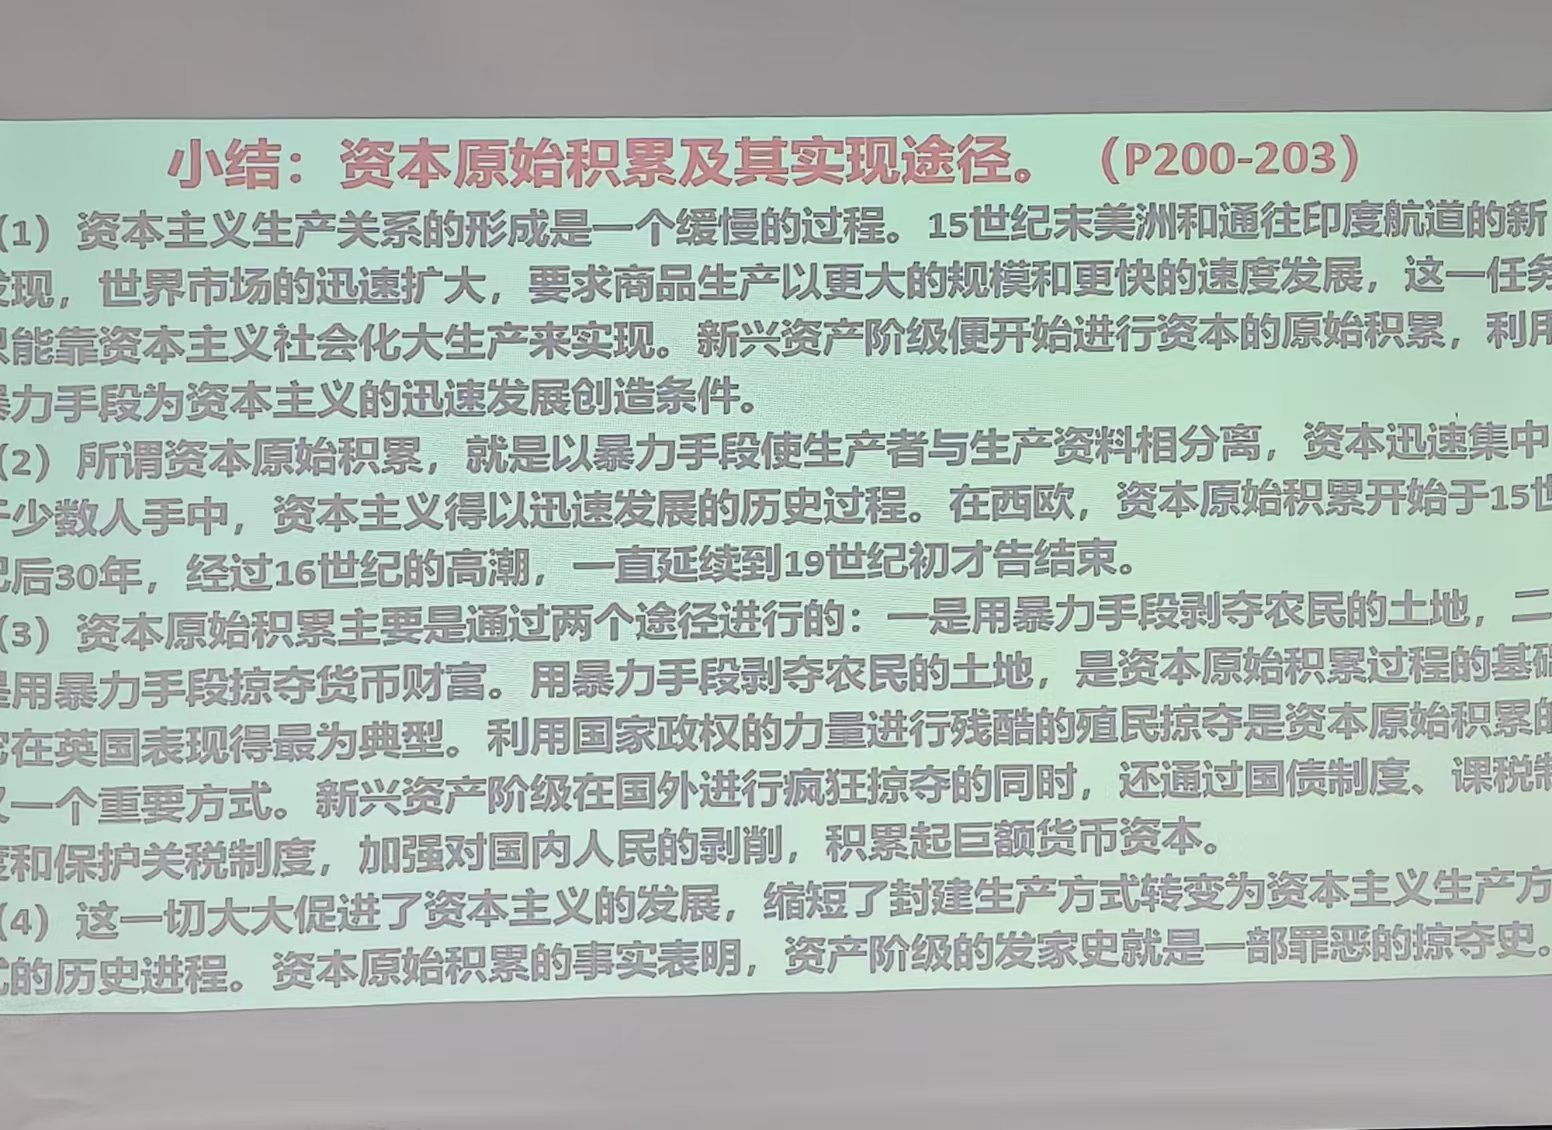 小结：资本原始积累及其实现途径。（P200-203）
（1）资本主义生产关系的形成是一个缓慢的过程。15世纪末美洲和通往印度航道的新
发现，世界市场的迅速扩大，要求商品生产以更大的规模和更快的速度发展，这一任务
只能靠资本主义社会化大生产来实现。新兴资产阶级便开始进行资本的原始积累，利用
暴力手段为资本主义的迅速发展创造条件。
（2）所谓资本原始积累，就是以暴力手段使生产者与生产资料相分离，资本迅速集中
于少数人手中，资本主义得以迅速发展的历史过程。在西欧，资本原始积累开始于15世
纪后30年，经过16世纪的高潮，一直延续到19世纪初才告结束。
（3）资本原始积累主要是通过两个途径进行的：一是用暴力手段剥夺农民的土地，二
是用暴力手段掠夺货币财富。用暴力手段剥夺农民的土地，是资本原始积累过程的基础
它在英国表现得最为典型。利用国家政权的力量进行残酷的殖民掠夺是资本原始积累的
又一个重要方式。新兴资产阶级在国外进行疯狂掠夺的同时，还通过国债制度、课税制
度和保护关税制度，加强对国内人民的剥削，积累起巨额货币资本。
（4）这一切大大促进了资本主义的发展，缩短了封建生产方式转变为资本主义生产方
式的历史进程。资本原始积累的事实表明，资产阶级的发家史就是一部罪恶的掠夺史。